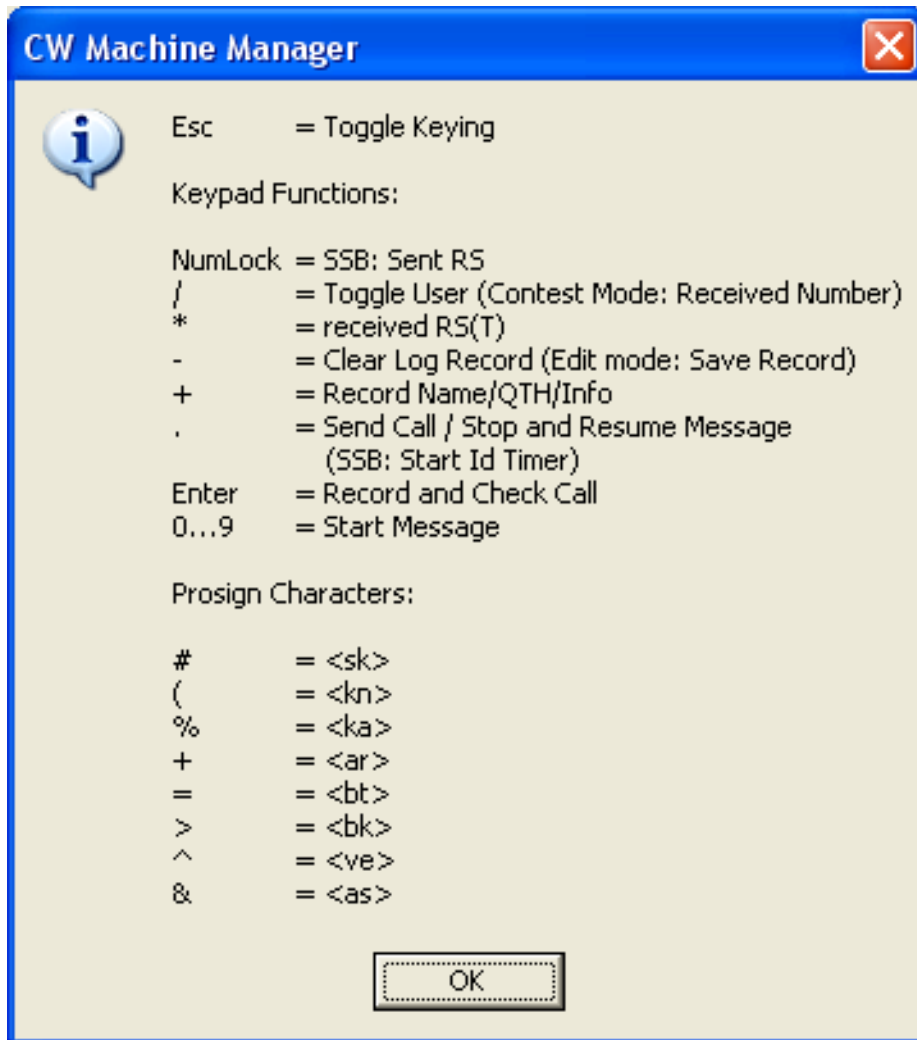 CW Machine Manager
Esc = Toggle Keying
Keypad Functions:
NumLock = SSB: Sent RS
/ = Toggle User (Contest Mode: Received Number)
* = received RS(T)
- = Clear Log Record (Edit mode: Save Record)
+ = Record Name/QTH/Info
. = Send Call / Stop and Resume Message
(SSB: Start Id Timer)
Enter = Record and Check Call
0...9 = Start Message
Prosign Characters:
# = <sk>
( = <kn>
% = <ka>
+ = <ar>
= = <bt>
> = <bk>
^ = <ve>
& = <as>
OK